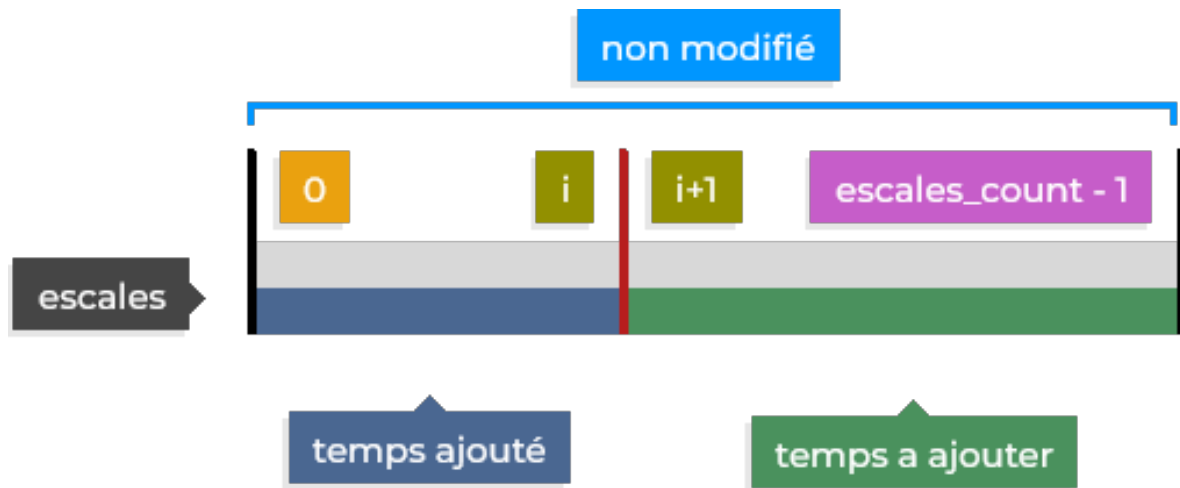 non modifié
0
i
i+1
escales_count - 1
escales
temps ajouté
temps a ajouter